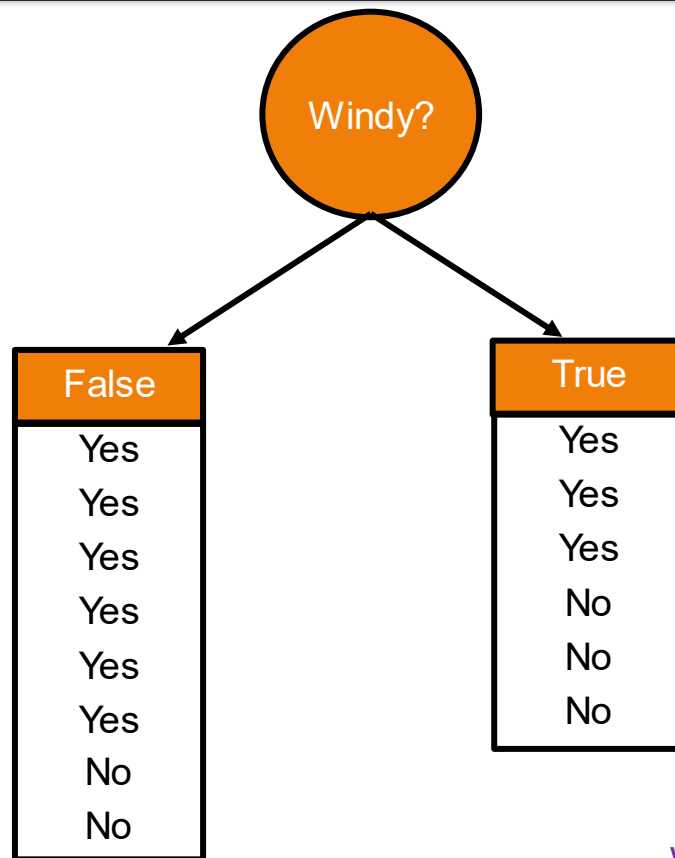 Windy?
False
Yes
Yes
Yes
Yes
Yes
Yes
No
No
True
Yes
Yes
Yes
No
No
No